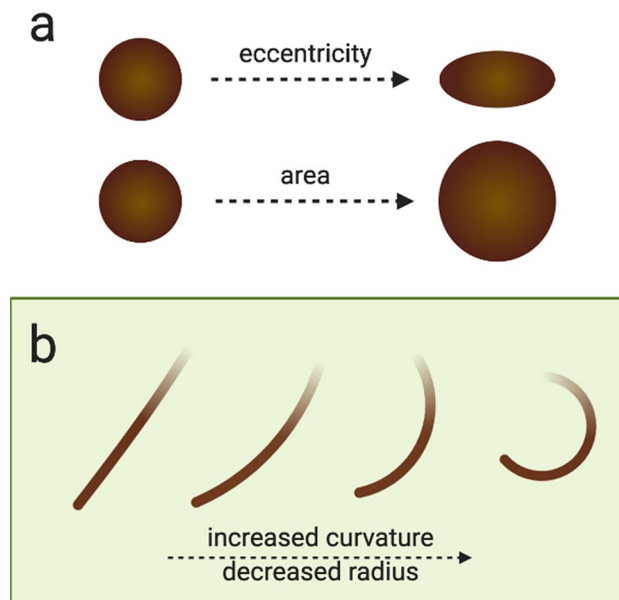 a
eccentricity
area
b
increased curvature
decreased radius